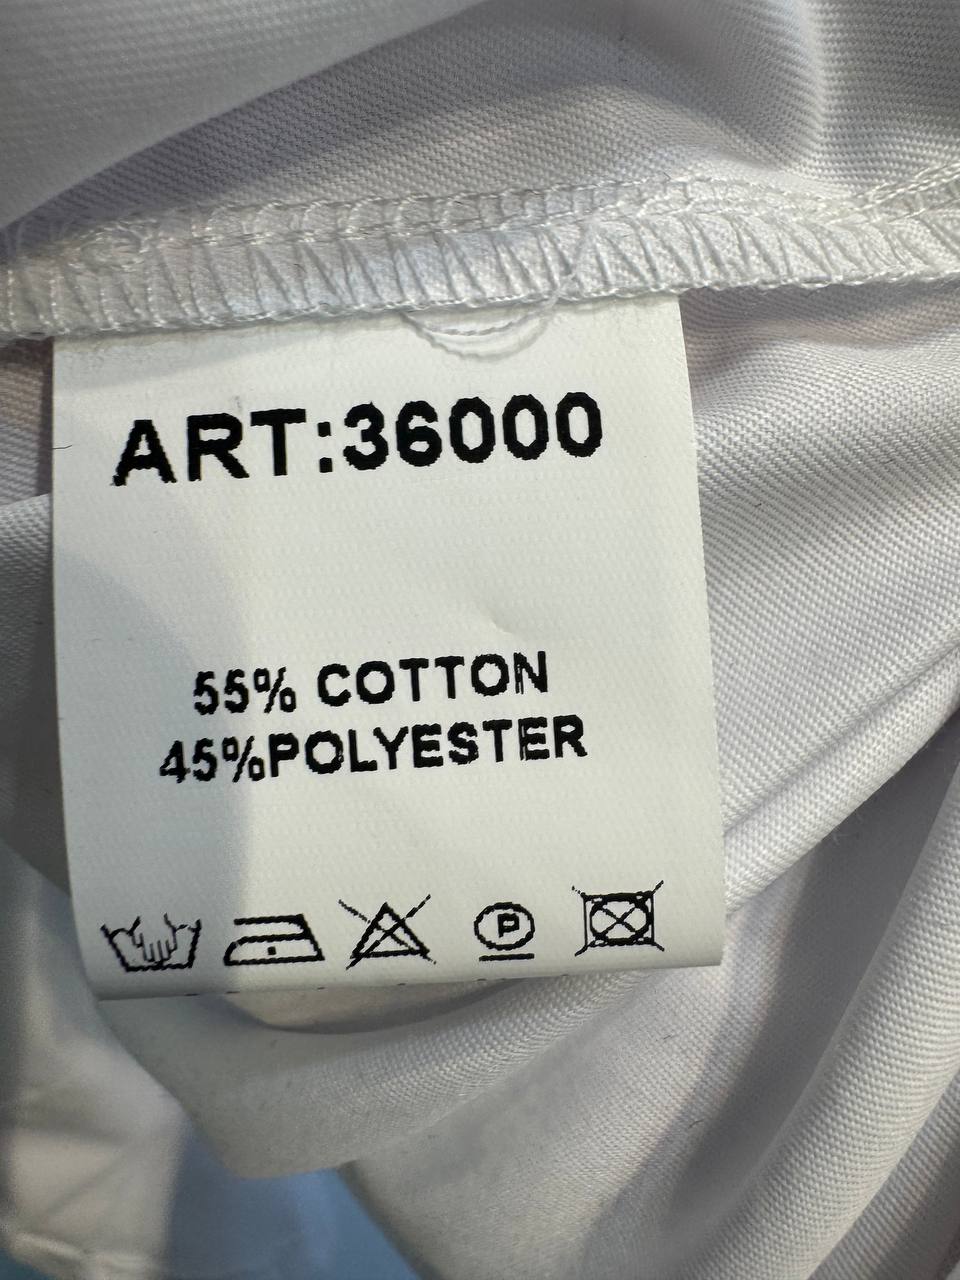 ART:36000
55% COTTON
45%POLYESTER
P